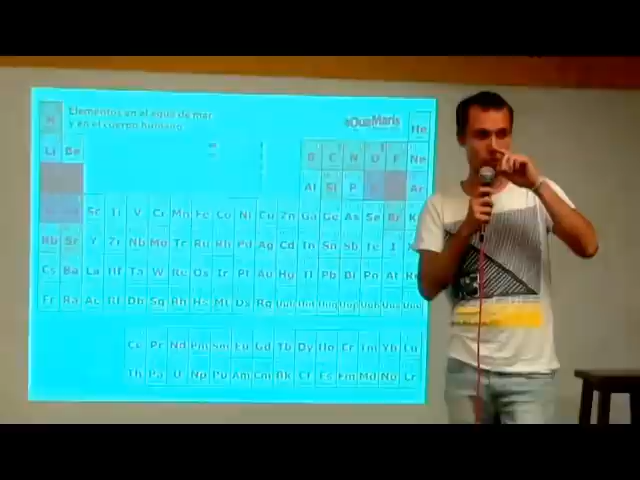 Elementos en el agua de mar
y en el cuerpo humano
aQuaMaris
H He
Li Be B C N O F Ne
Al Si P Ar
Sc Ti V Cr Mn Fe Co Ni Cu Zn Ga Ge As Se Br K
Rb Sr Y Zr Nb Mo Tc Ru Rh Pd Ag Cd In Sn Sb Te I
Cs Ba La Hf Ta W Re Os Ir Pt Au Hg Tl Pb Bi Po At
Fr Ra Ac Rf Db Sg Bh Hs Mt Ds Rg
Ce Pr Nd Pm Sm Eu Gd Tb Dy Ho Er Tm Yb Lu
Th Pa U Np Pu Am Cm Bk Cf Es Fm Md No Lr